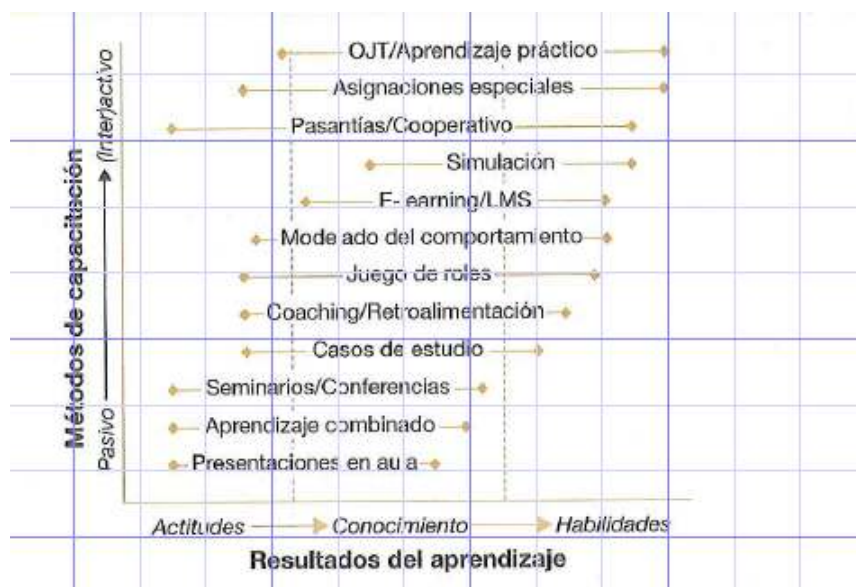 OJT/Aprendizaje práctico
Asignaciones especiales
Pasantías/Cooperativo
Simulación
E-Learning/LMS
Modelado del comportamiento
Juego de roles
Coaching/Retroalimentación
Casos de estudio
Seminarios/Conferencias
Aprendizaje combinado
Presentaciones en aula
Métodos de capacitación
Pasivo
(Interjactivo
Actitudes
Conocimiento
Habilidades
Resultados del aprendizaje